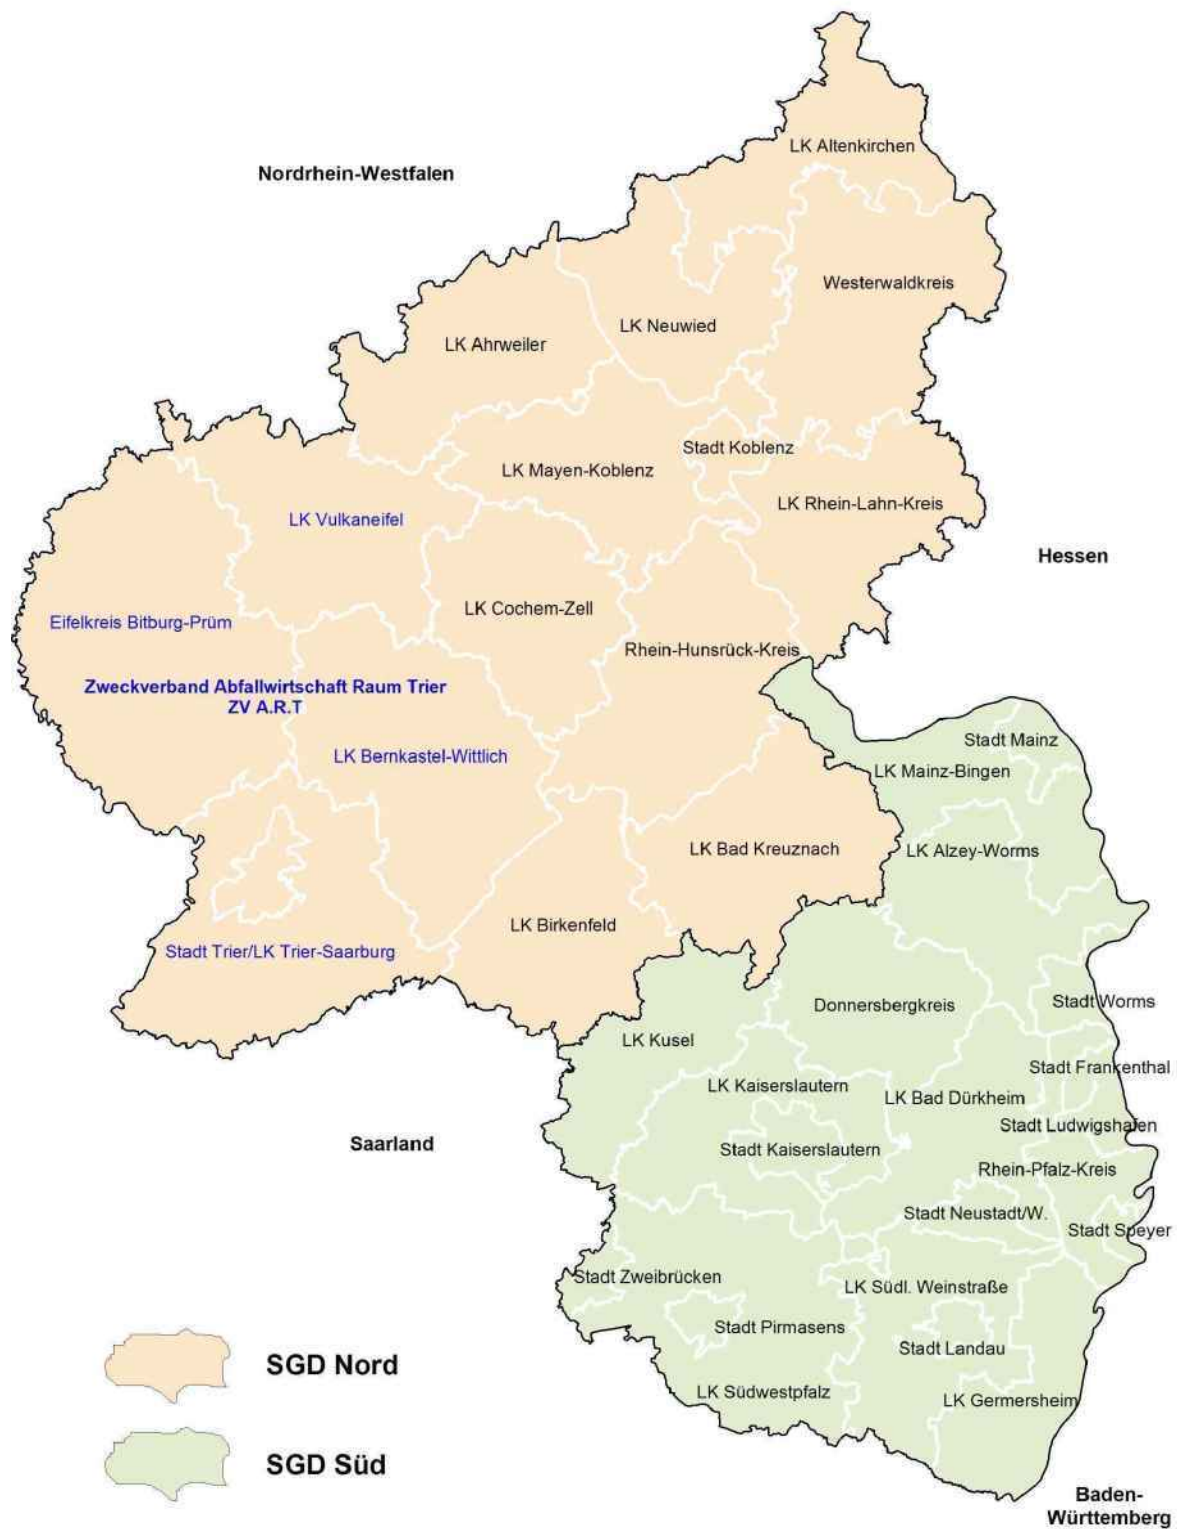 LK Altenkirchen
Nordrhein-Westfalen
Westerwaldkreis
LK Neuwied
LK Ahrweiler
Stadt Koblenz
LK Mayen-Koblenz
LK Rhein-Lahn-Kreis
LK Vulkaneifel
Hessen
LK Cochem-Zell
Eifelkreis Bitburg-Prüm
Rhein-Hunsrück-Kreis
Zweckverband Abfallwirtschaft Raum Trier
ZV A.R.T
Stadt Mainz
LK Bernkastel-Wittlich
LK Mainz-Bingen
LK Bad Kreuznach
LK Alzey-Worms
LK Birkenfeld
Stadt Trier/LK Trier-Saarburg
Stadt Worms
Donnersbergkreis
LK Kusel
Stadt Frankenthal
LK Kaiserslautern
LK Bad Dürkheim
Stadt Ludwigshafen
Saarland
Stadt Kaiserslautern
Rhein-Pfalz-Kreis
Stadt Neustadt/W.
Stadt Speyer
Stadt Zweibrücken
LK Südl. Weinstraße
Stadt Pirmasens
Stadt Landau
SGD Nord
LK Südwestpfalz
LK Germersheim
SGD Süd
Baden-
Württemberg